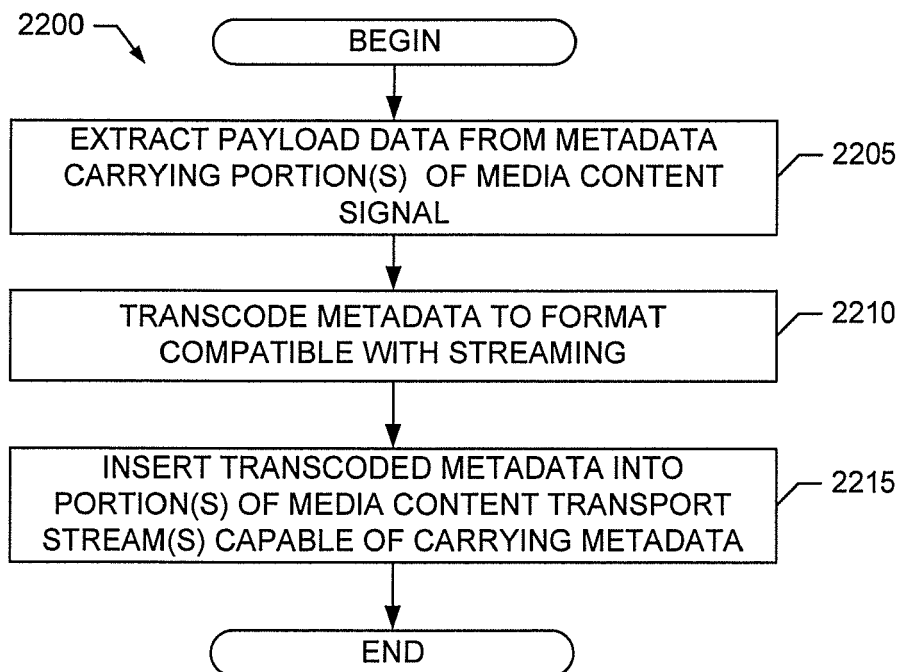 2200
BEGIN
EXTRACT PAYLOAD DATA FROM METADATA
CARRYING PORTION(S) OF MEDIA CONTENT
SIGNAL
2205
TRANSCODE METADATA TO FORMAT
COMPATIBLE WITH STREAMING
2210
INSERT TRANSCODED METADATA INTO
PORTION(S) OF MEDIA CONTENT TRANSPORT
STREAM(S) CAPABLE OF CARRYING METADATA
2215
END